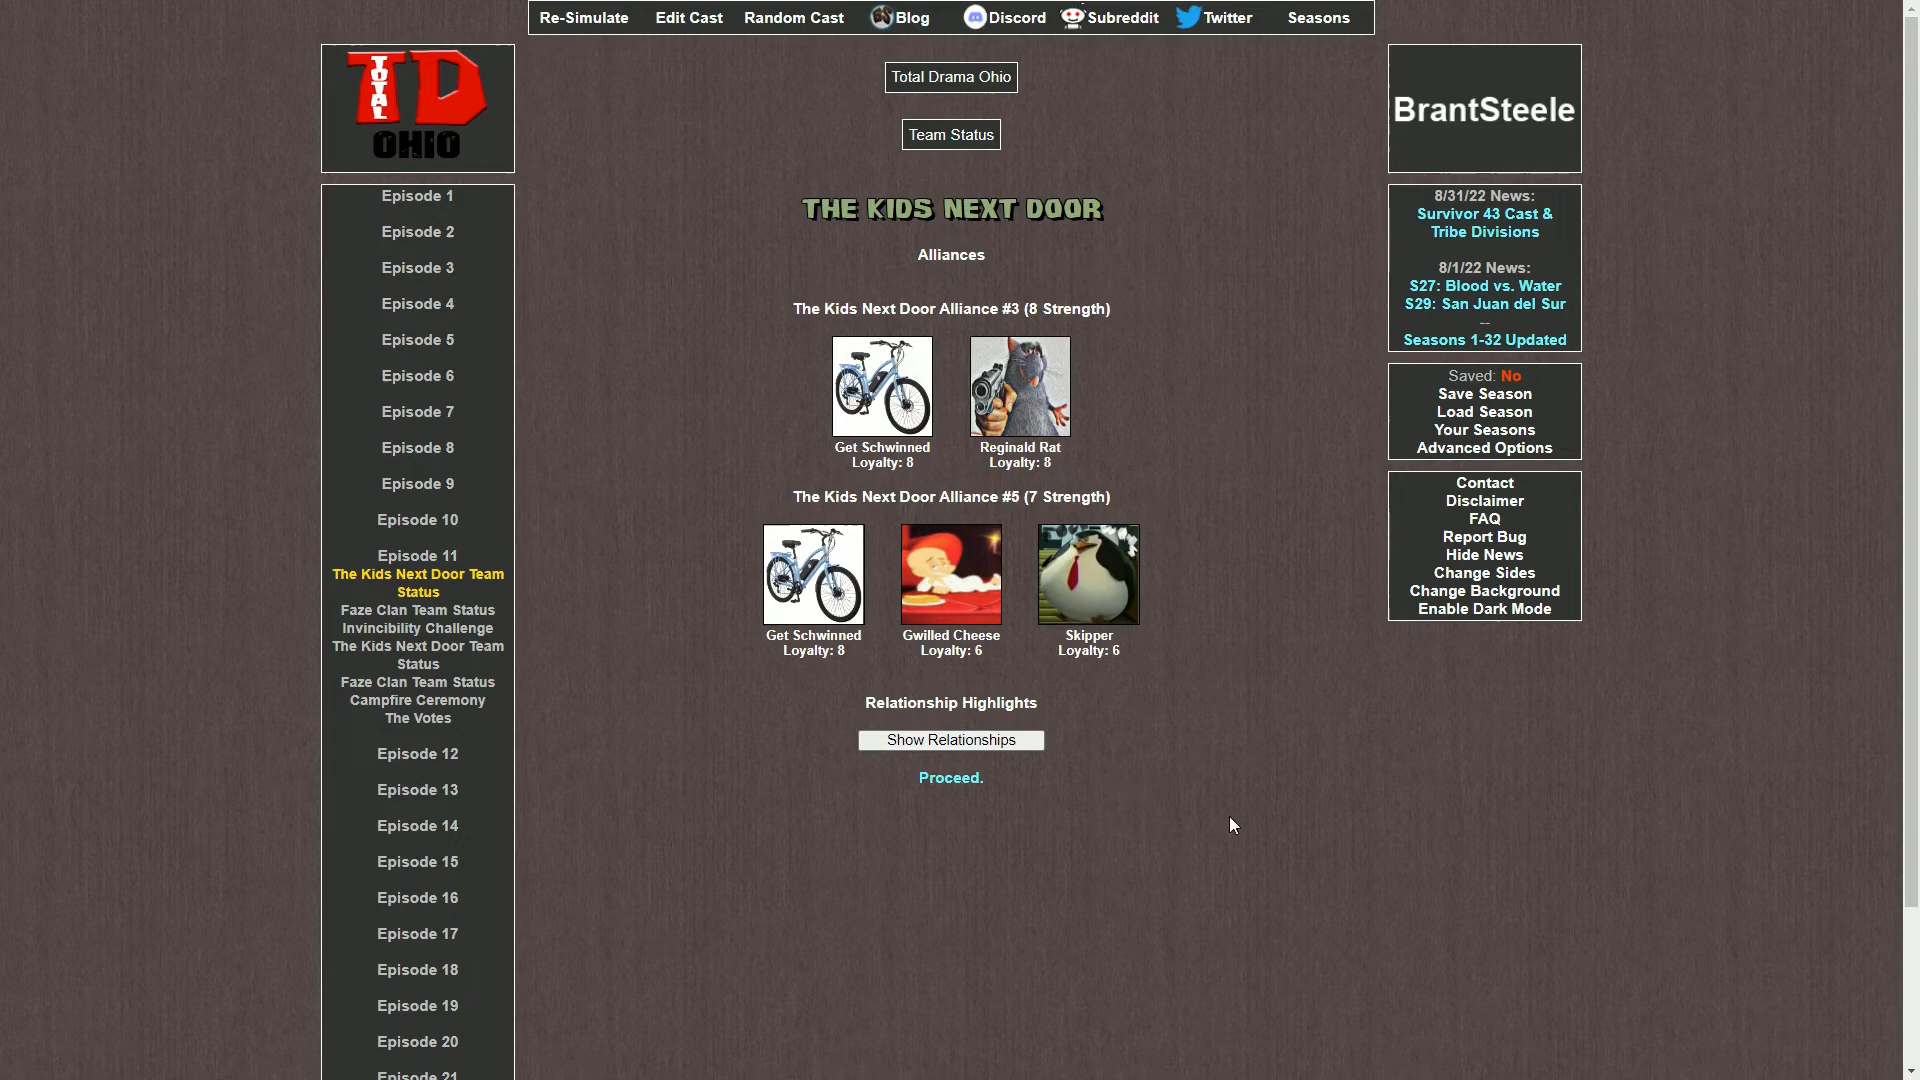 Re-Simulate
Edit Cast
Random Cast
Blog
Discord
Subreddit
Twitter
Seasons
TOTAL
TD
OHIO
Episode 1
Episode 2
Episode 3
Episode 4
Episode 5
Episode 6
Episode 7
Episode 8
Episode 9
Episode 10
Episode 11
The Kids Next Door Team
Status
Faze Clan Team Status
Invincibility Challenge
The Kids Next Door Team
Status
Faze Clan Team Status
Campfire Ceremony
The Votes
Episode 12
Episode 13
Episode 14
Episode 15
Episode 16
Episode 17
Episode 18
Episode 19
Episode 20
Episode 21
Total Drama Ohio
Team Status
THE KIDS NEXT DOOR
Alliances
The Kids Next Door Alliance #3 (8 Strength)
Get Schwinned
Loyalty: 8
Reginald Rat
Loyalty: 8
The Kids Next Door Alliance #5 (7 Strength)
Get Schwinned
Loyalty: 8
Gwilled Cheese
Loyalty: 6
Skipper
Loyalty: 6
Relationship Highlights
Show Relationships
Proceed.
BrantSteele
8/31/22 News:
Survivor 43 Cast &
Tribe Divisions
8/1/22 News:
S27: Blood vs. Water
S29: San Juan del Sur
--
Seasons 1-32 Updated
Saved: No
Save Season
Load Season
Your Seasons
Advanced Options
Contact
Disclaimer
FAQ
Report Bug
Hide News
Change Sides
Change Background
Enable Dark Mode